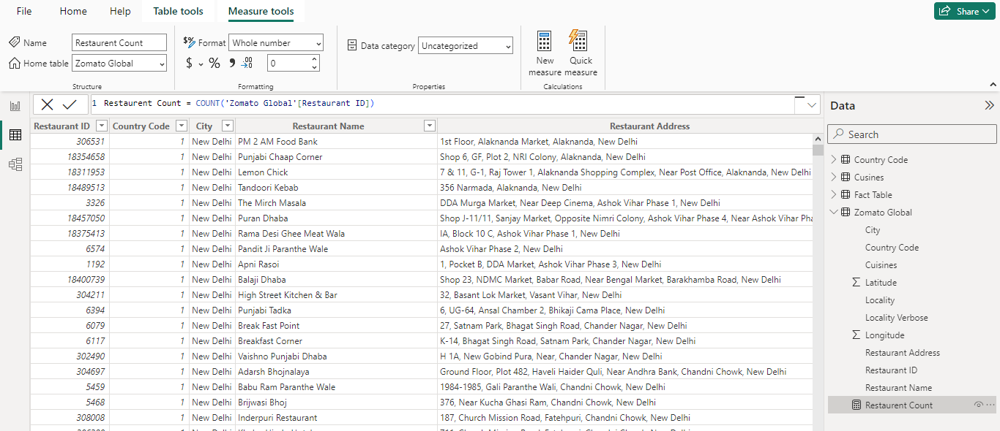 File Home Help Table tools Measure tools Share
Name Restaurent Count $% Format Whole number Data category Uncategorized New measure Quick measure
Home table Zomato Global $ % 9 .00 0
Structure Formatting Properties Calculations
1 Restaurent Count = COUNT('Zomato Global'[Restaurant ID])
Restaurant ID Country Code City Restaurant Name Restaurant Address
306531 1 New Delhi PM 2 AM Food Bank 1st Floor, Alaknanda Market, Alaknanda, New Delhi
18354658 1 New Delhi Punjabi Chaap Corner Shop 6, GF, Plot 2, NRI Colony, Alaknanda, New Delhi
18311953 1 New Delhi Lemon Chick 7 & 11, G-1, Raj Tower 1, Alaknanda Shopping Complex, Near Post Office, Alaknanda, New Delhi
18489513 1 New Delhi Tandoori Kebab 356 Narmada, Alaknanda, New Delhi
3326 1 New Delhi The Mirch Masala DDA Murga Market, Near Deep Cinema, Ashok Vihar Phase 1, New Delhi
18457050 1 New Delhi Puran Dhaba Shop J-11/11, Sanjay Market, Opposite Nimri Colony, Ashok Vihar Phase 4, Near Ashok Vihar Pha
18375413 1 New Delhi Rama Desi Ghee Meat Wala IA, Block 10 C, Ashok Vihar Phase 1, New Delhi
6574 1 New Delhi Pandit Ji Paranthe Wale Ashok Vihar Phase 2, New Delhi
1192 1 New Delhi Apni Rasoi 1, Pocket B, DDA Market, Ashok Vihar Phase 3, New Delhi
18400739 1 New Delhi Balaji Dhaba Shop 23, NDMC Market, Babar Road, Near Bengal Market, Barakhamba Road, New Delhi
304211 1 New Delhi High Street Kitchen & Bar 32, Basant Lok Market, Vasant Vihar, New Delhi
6394 1 New Delhi Punjabi Tadka 6, UG-64, Ansal Chamber 2, Bhikaji Cama Place, New Delhi
6079 1 New Delhi Break Fast Point 27, Satnam Park, Bhagat Singh Road, Chander Nagar, New Delhi
6117 1 New Delhi Breakfast Corner K-14, Bhagat Singh Road, Satnam Park, Chander Nagar, New Delhi
302490 1 New Delhi Vaishno Punjabi Dhaba H 1A, New Gobind Pura, Near, Chander Nagar, New Delhi
304697 1 New Delhi Adarsh Bhojnalaya Ground Floor, Plot 482, Haveli Haider Quli, Near Andhra Bank, Chandni Chowk, New Delhi
5459 1 New Delhi Babu Ram Paranthe Wale 1984-1985, Gali Paranthe Wali, Chandni Chowk, New Delhi
5468 1 New Delhi Brijwasi Bhoj 376, Near Kucha Ghasi Ram, Chandni Chowk, New Delhi
308008 1 New Delhi Inderpuri Restaurant 187, Church Mission Road, Fatehpuri, Chandni Chowk, New Delhi
Data
Search
Country Code
Cusines
Fact Table
Zomato Global
City
Country Code
Cuisines
Latitude
Locality
Locality Verbose
Longitude
Restaurant Address
Restaurant ID
Restaurant Name
Restaurent Count